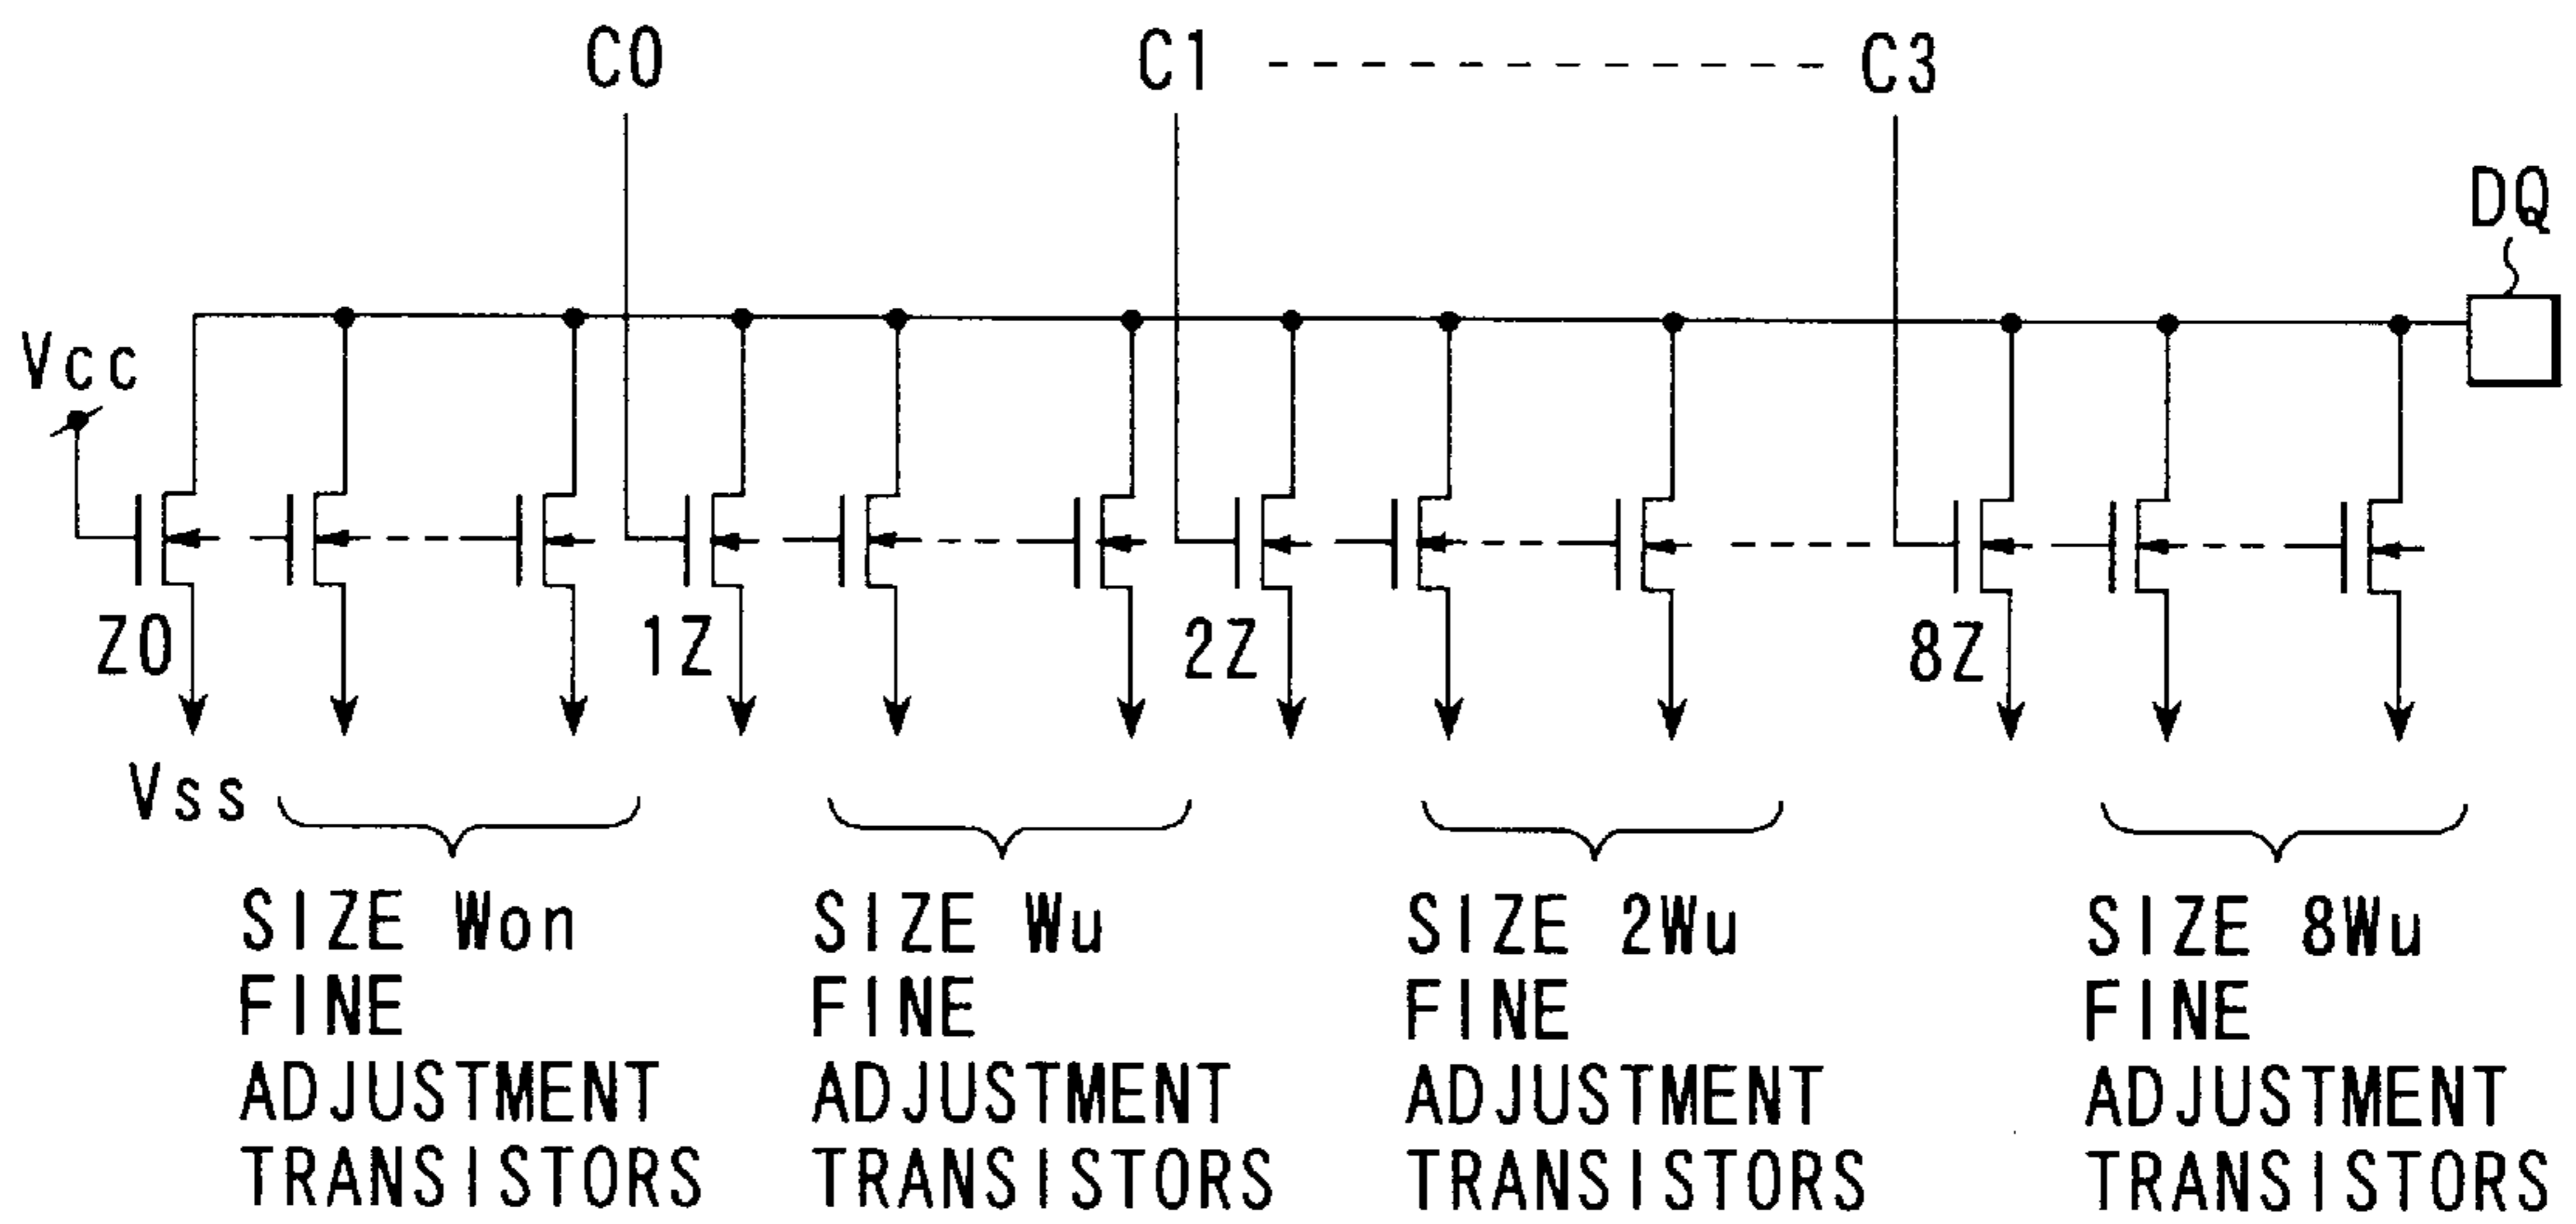 C0 C1 C3
DQ
Vcc
Z0 1Z 2Z 8Z
Vss
SIZE Won
FINE
ADJUSTMENT
TRANSISTORS
SIZE Wu
FINE
ADJUSTMENT
TRANSISTORS
SIZE 2Wu
FINE
ADJUSTMENT
TRANSISTORS
SIZE 8Wu
FINE
ADJUSTMENT
TRANSISTORS